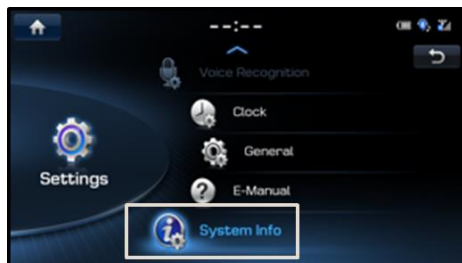 --:--
Voice Recognition
Clock
General
E-Manual
Settings
System Info